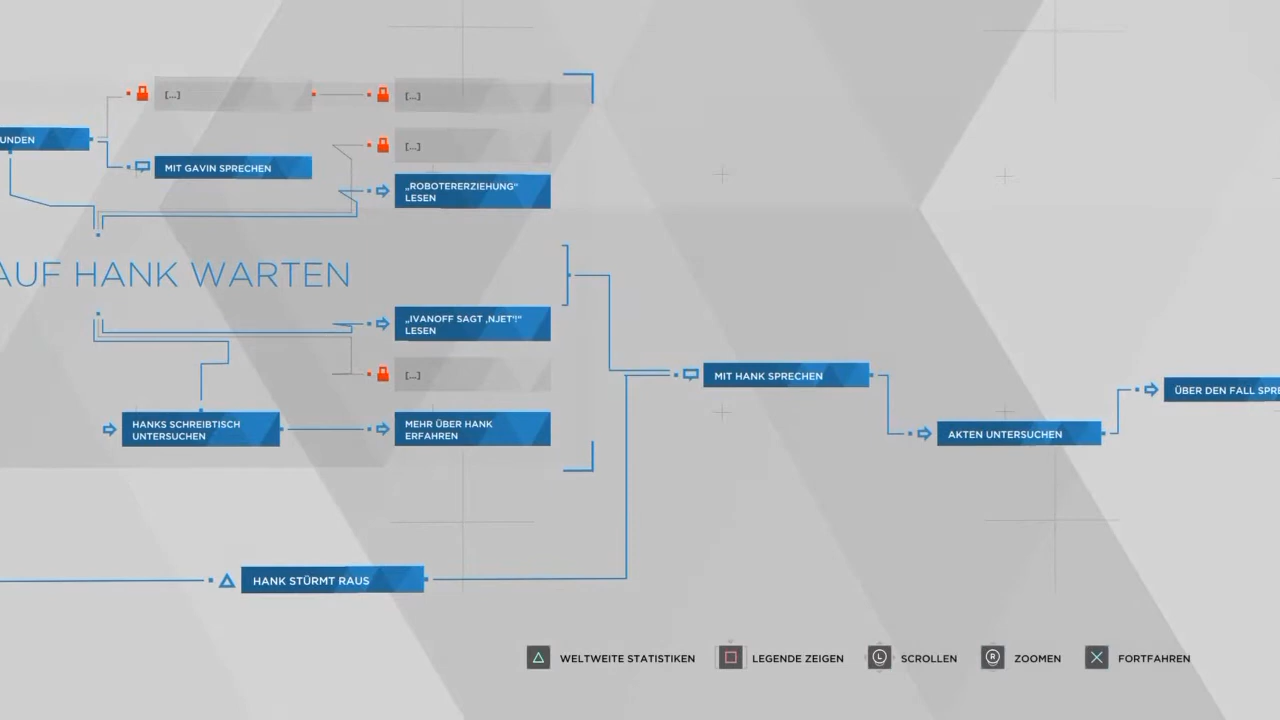 [...]
[...]
UNDEN
[...]
MIT GAVIN SPRECHEN
„ROBOTERERZIEHUNG“
LESEN
AUF HANK WARTEN
„IVANOFF SAGT ‚NJET‘!“
LESEN
[...]
MIT HANK SPRECHEN
ÜBER DEN FALL SPRE
HANKS SCHREIBTISCH
UNTERSUCHEN
MEHR ÜBER HANK
ERFAHREN
AKTEN UNTERSUCHEN
HANK STÜRMT RAUS
WELTWEITE STATISTIKEN
LEGENDE ZEIGEN
L
SCROLLEN
R
ZOOMEN
FORTFAHREN